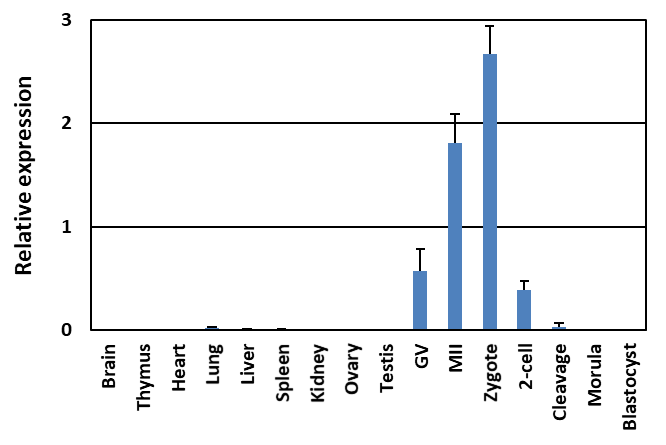 Relative expression
3
2
1
0
Brain
Thymus
Heart
Lung
Liver
Spleen
Kidney
Ovary
Testis
GV
MII
Zygote
2-cell
Cleavage
Morula
Blastocyst